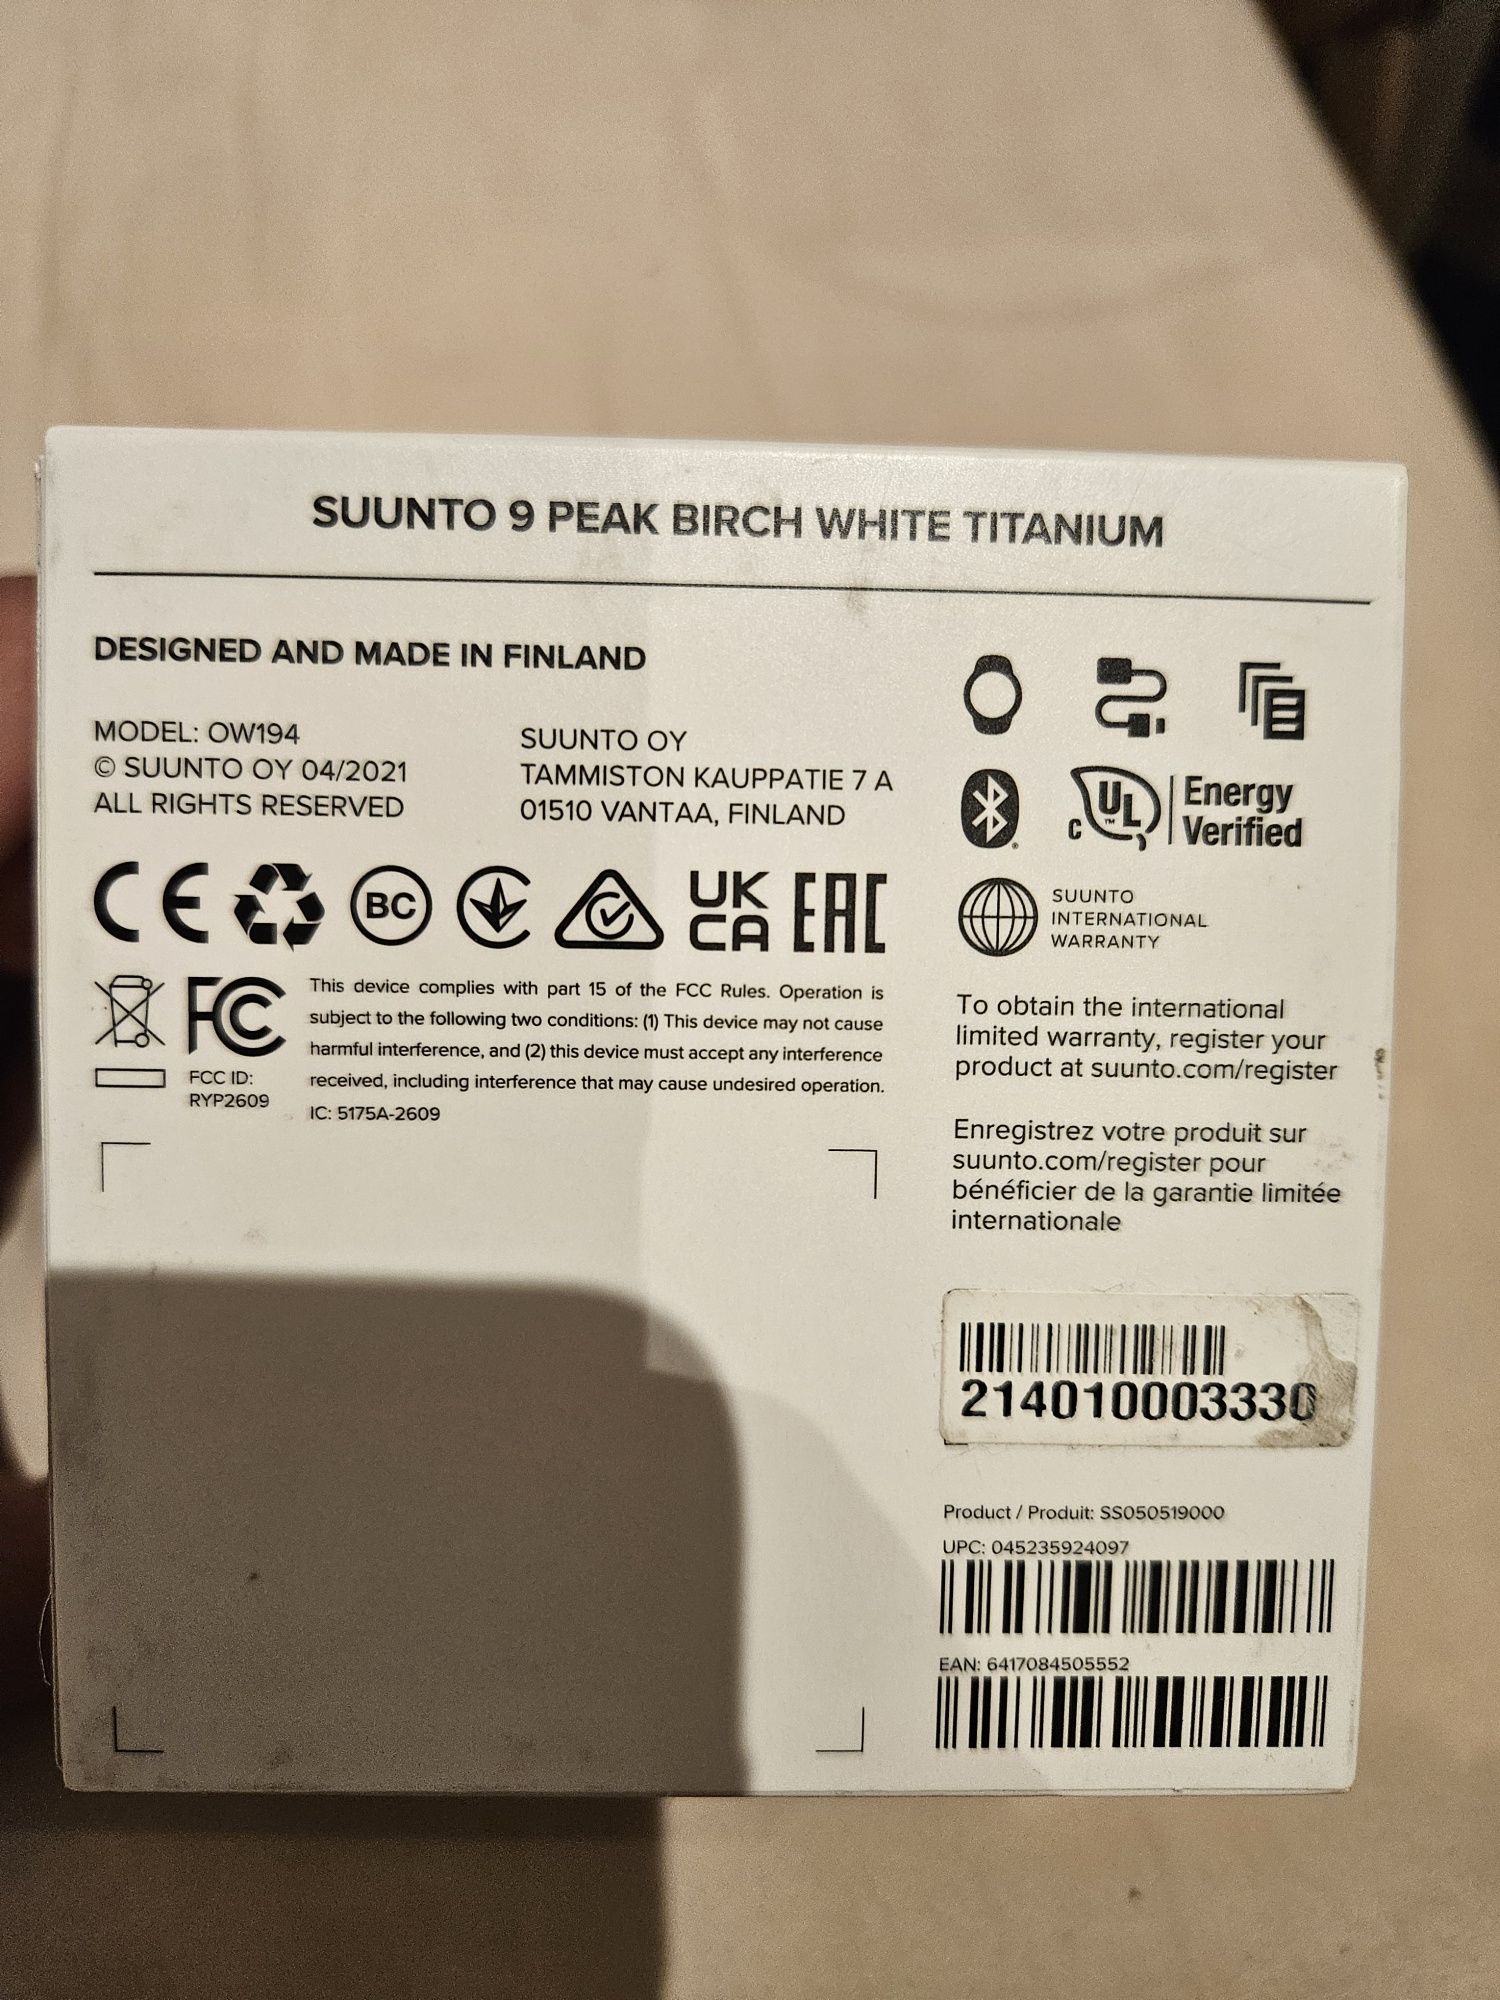 SUUNTO 9 PEAK BIRCH WHITE TITANIUM
DESIGNED AND MADE IN FINLAND
MODEL: OW194
© SUUNTO OY 04/2021
ALL RIGHTS RESERVED
SUUNTO OY
TAMMISTON KAUPPATIE 7 A
01510 VANTAA, FINLAND
CE
BC
UK
CA
EAC
FC
FCC ID:
RYP2609
This device complies with part 15 of the FCC Rules. Operation is
subject to the following two conditions: (1) This device may not cause
harmful interference, and (2) this device must accept any interference
received, including interference that may cause undesired operation.
IC: 5175A-2609
c UL ™ Energy
Verified
SUUNTO
INTERNATIONAL
WARRANTY
To obtain the international
limited warranty, register your
product at suunto.com/register
Enregistrez votre produit sur
suunto.com/register pour
bénéficier de la garantie limitée
internationale
214010003330
Product / Produit: SS050519000
UPC: 045235924097
EAN: 6417084505552